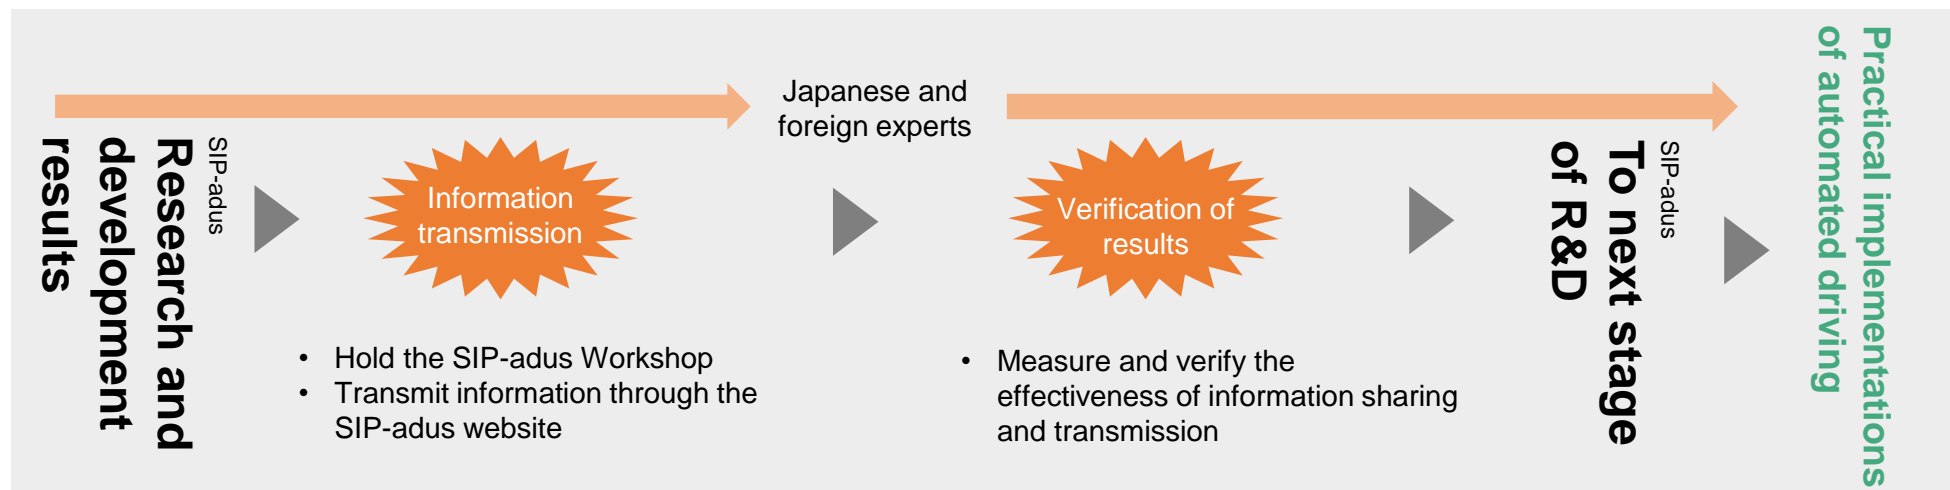 SIP-adus
Research and
development
results
Information
transmission
• Hold the SIP-adus Workshop
• Transmit information through the
SIP-adus website
Japanese and
foreign experts
Verification of
results
• Measure and verify the
effectiveness of information sharing
and transmission
SIP-adus
To next stage
of R&D
Practical implementations
of automated driving